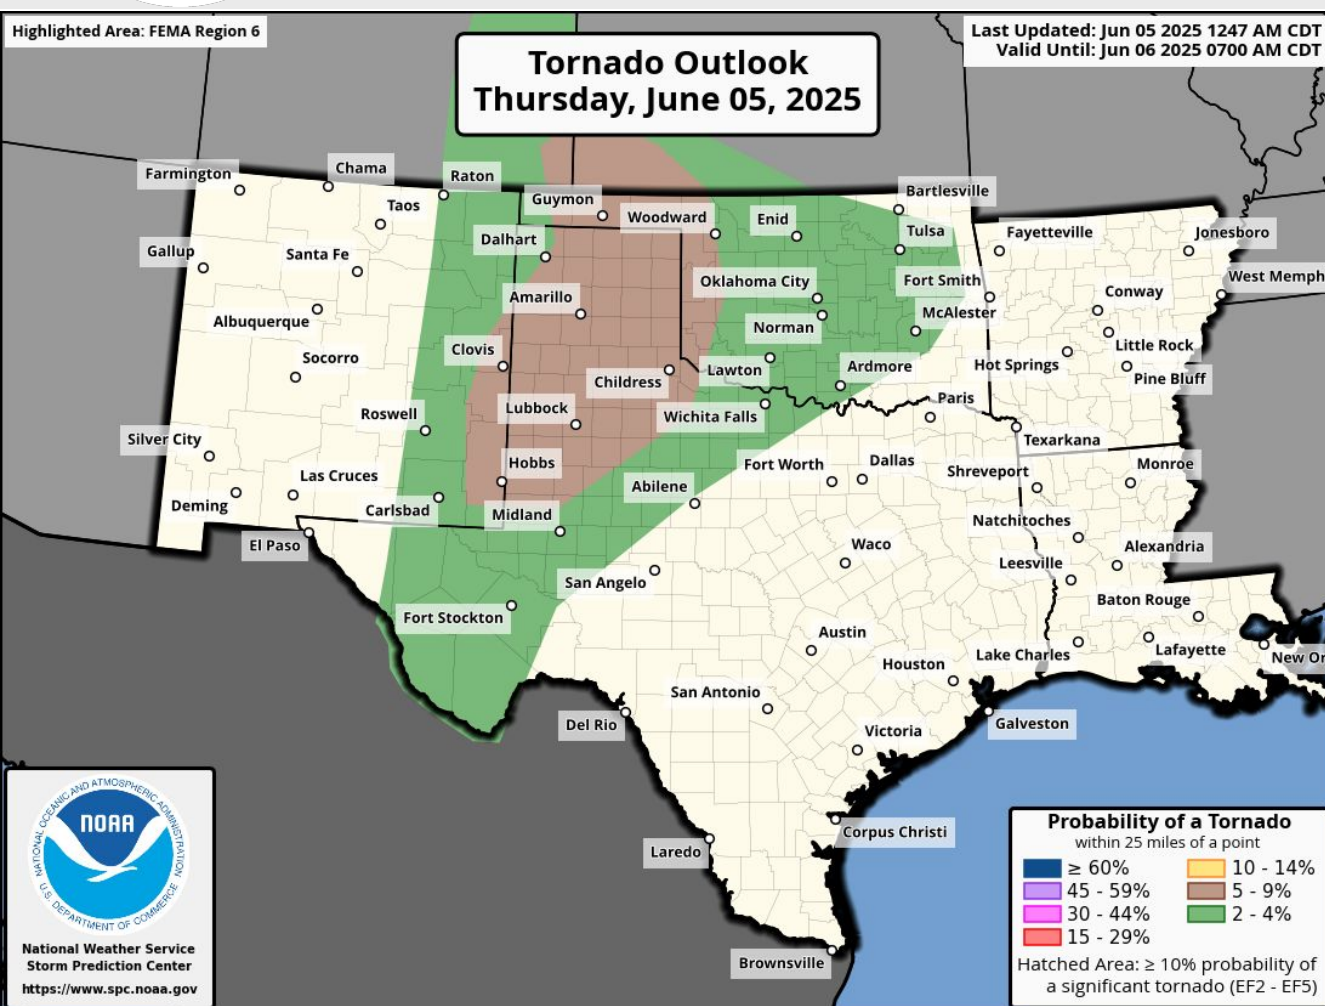 Highlighted Area: FEMA Region 6
Last Updated: Jun 05 2025 1247 AM CDT
Valid Until: Jun 06 2025 0700 AM CDT
Tornado Outlook
Thursday, June 05, 2025
Farmington
Chama
Raton
Taos
Guymon
Woodward
Enid
Bartlesville
Tulsa
Fayetteville
Jonesboro
Gallup
Santa Fe
Dalhart
Oklahoma City
Fort Smith
West Memph
Albuquerque
Amarillo
Norman
McAlester
Conway
Little Rock
Socorro
Clovis
Childress
Lawton
Ardmore
Hot Springs
Pine Bluff
Roswell
Lubbock
Wichita Falls
Paris
Silver City
Texarkana
Las Cruces
Hobbs
Fort Worth
Dallas
Shreveport
Monroe
Deming
Carlsbad
Midland
Abilene
Natchitoches
El Paso
Waco
Alexandria
San Angelo
Leesville
Fort Stockton
Baton Rouge
Austin
Houston
Lake Charles
Lafayette
New Or
San Antonio
Del Rio
Galveston
Victoria
Corpus Christi
Laredo
Brownsville
NATIONAL OCEANIC AND ATMOSPHERIC ADMINISTRATION
NOAA
U.S. DEPARTMENT OF COMMERCE
National Weather Service
Storm Prediction Center
https://www.spc.noaa.gov
Probability of a Tornado
within 25 miles of a point
≥ 60%
10 - 14%
45 - 59%
5 - 9%
30 - 44%
2 - 4%
15 - 29%
Hatched Area: ≥ 10% probability of
a significant tornado (EF2 - EF5)